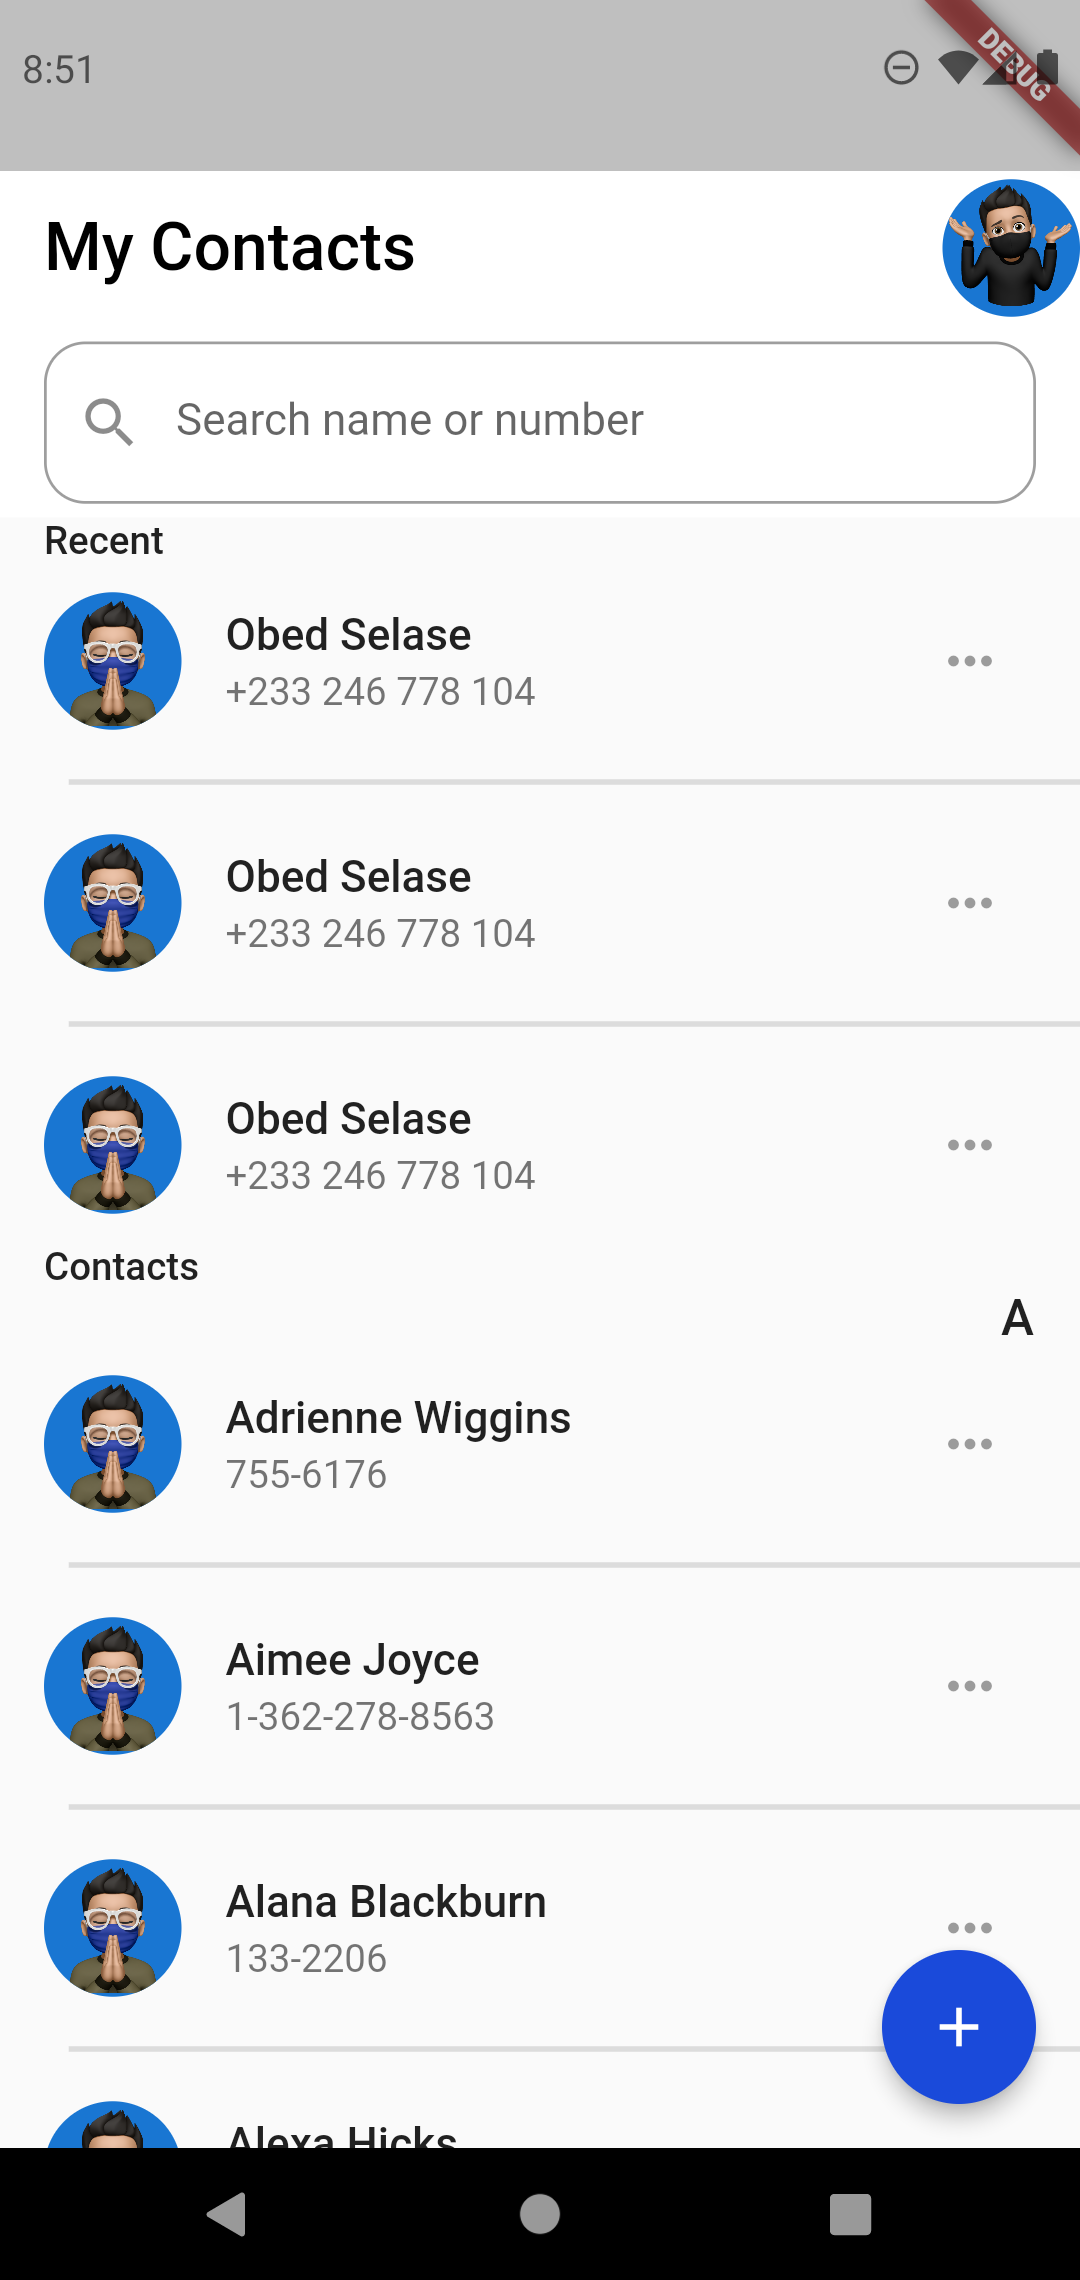 8:51
DEBUG
My Contacts
Search name or number
Recent
Obed Selase
+233 246 778 104
Obed Selase
+233 246 778 104
Obed Selase
+233 246 778 104
Contacts
A
Adrienne Wiggins
755-6176
Aimee Joyce
1-362-278-8563
Alana Blackburn
133-2206
Alexa Hicks